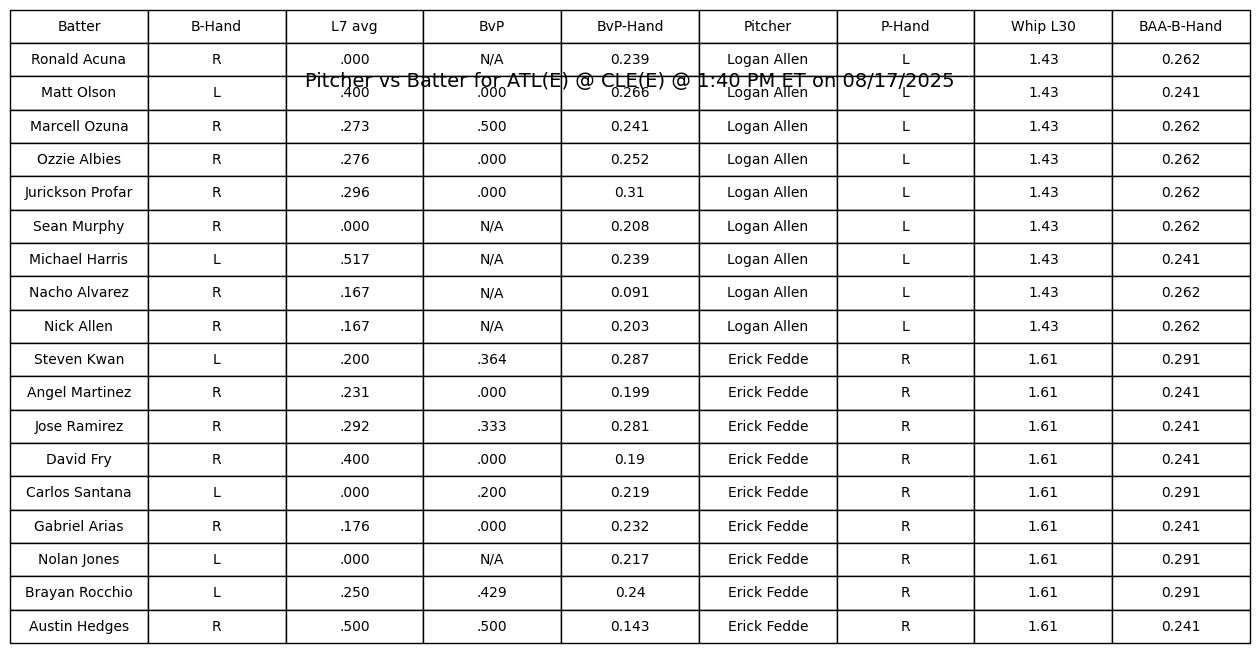 Batter B-Hand L7 avg BvP BvP-Hand Pitcher P-Hand Whip L30 BAA-B-Hand
Ronald Acuna R .000 N/A 0.239 Logan Allen L 1.43 0.262
Pitcher vs Batter for ATL(E) @ CLE(E) @ 1:40 PM ET on 08/17/2025
Matt Olson L .400 .000 0.266 Logan Allen L 1.43 0.241
Marcell Ozuna R .273 .500 0.241 Logan Allen L 1.43 0.262
Ozzie Albies R .276 .000 0.252 Logan Allen L 1.43 0.262
Jurickson Profar R .296 .000 0.31 Logan Allen L 1.43 0.262
Sean Murphy R .000 N/A 0.208 Logan Allen L 1.43 0.262
Michael Harris L .517 N/A 0.239 Logan Allen L 1.43 0.241
Nacho Alvarez R .167 N/A 0.091 Logan Allen L 1.43 0.262
Nick Allen R .167 N/A 0.203 Logan Allen L 1.43 0.262
Steven Kwan L .200 .364 0.287 Erick Fedde R 1.61 0.291
Angel Martinez R .231 .000 0.199 Erick Fedde R 1.61 0.241
Jose Ramirez R .292 .333 0.281 Erick Fedde R 1.61 0.241
David Fry R .400 .000 0.19 Erick Fedde R 1.61 0.241
Carlos Santana L .000 .200 0.219 Erick Fedde R 1.61 0.291
Gabriel Arias R .176 .000 0.232 Erick Fedde R 1.61 0.241
Nolan Jones L .000 N/A 0.217 Erick Fedde R 1.61 0.291
Brayan Rocchio L .250 .429 0.24 Erick Fedde R 1.61 0.291
Austin Hedges R .500 .500 0.143 Erick Fedde R 1.61 0.241